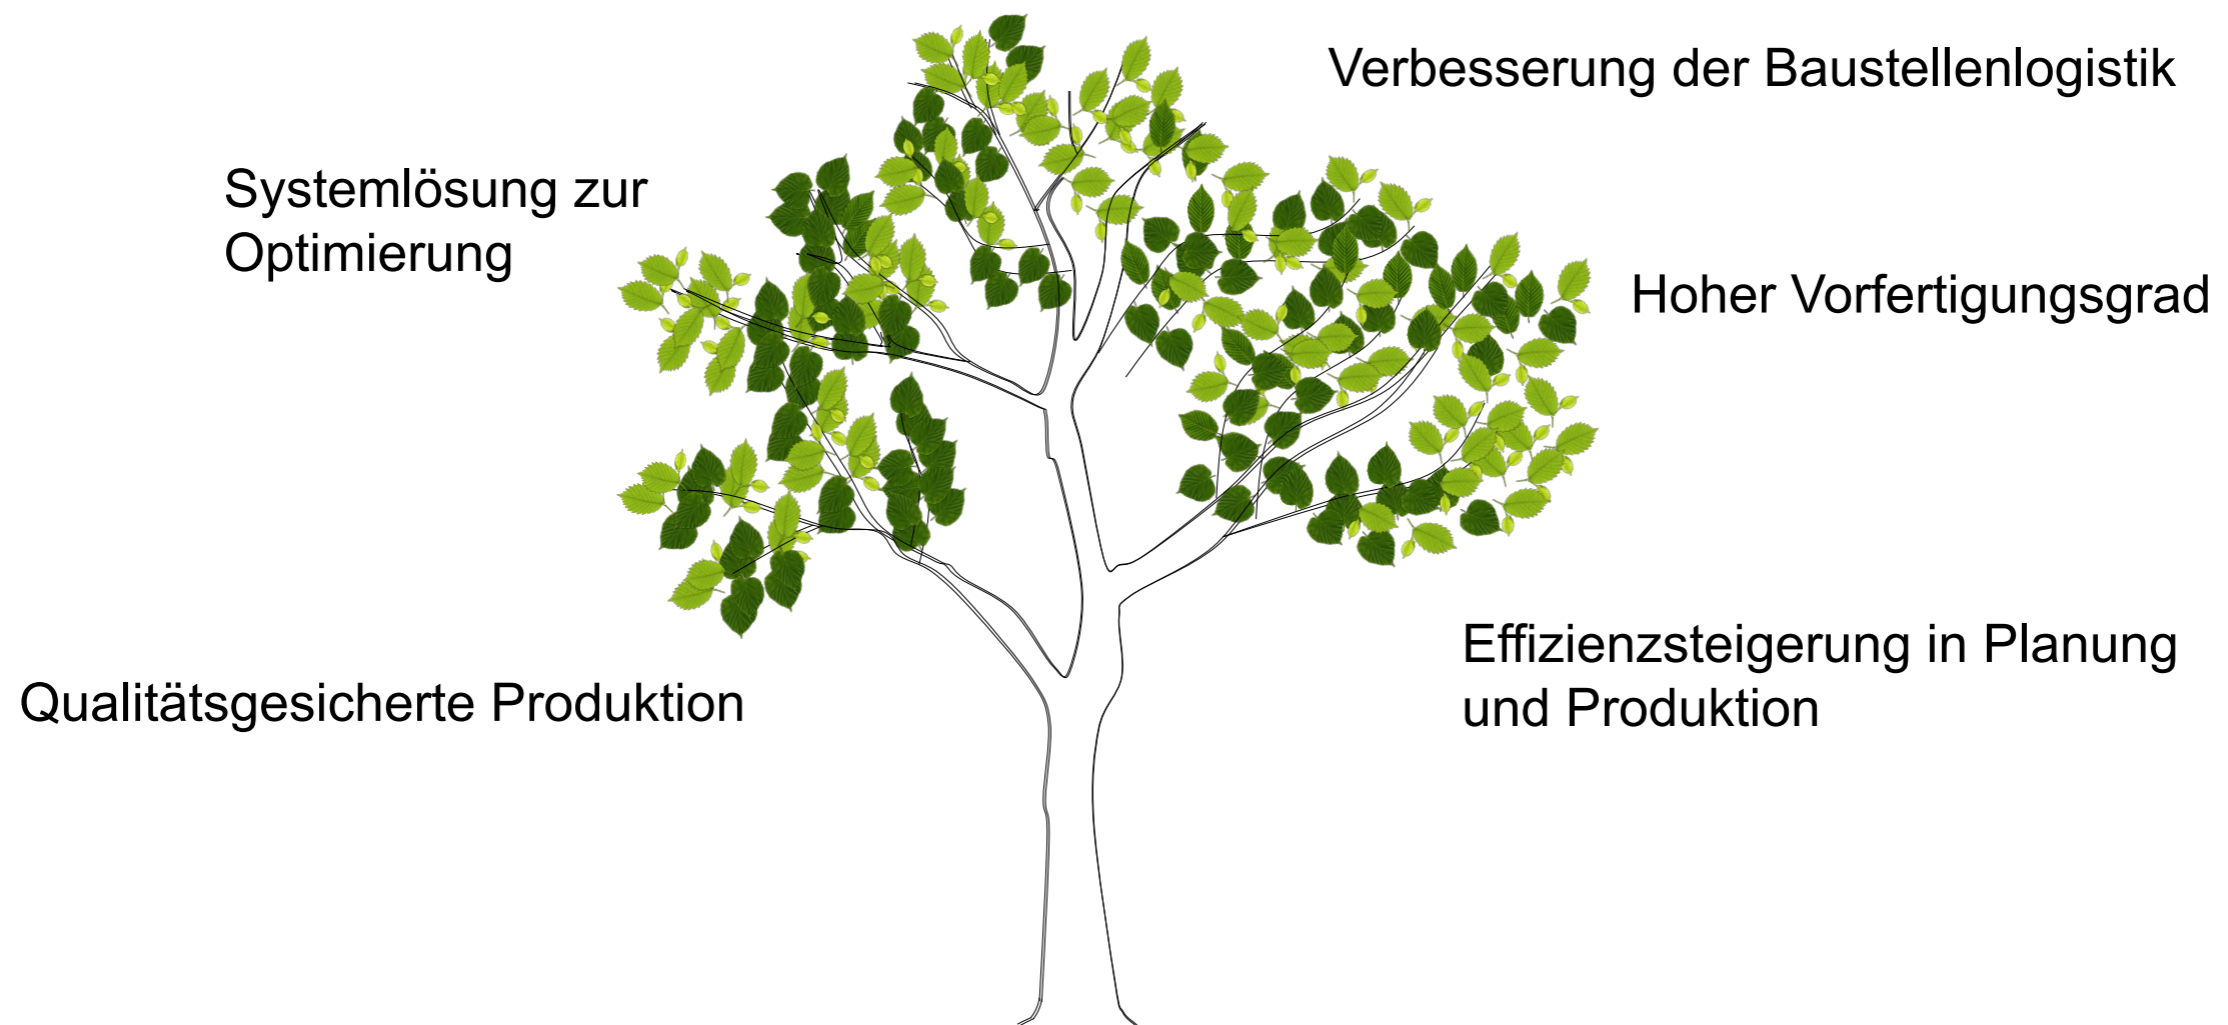 Verbesserung der Baustellenlogistik
Systemlösung zur
Optimierung
Hoher Vorfertigungsgrad
Effizienzsteigerung in Planung
und Produktion
Qualitätsgesicherte Produktion